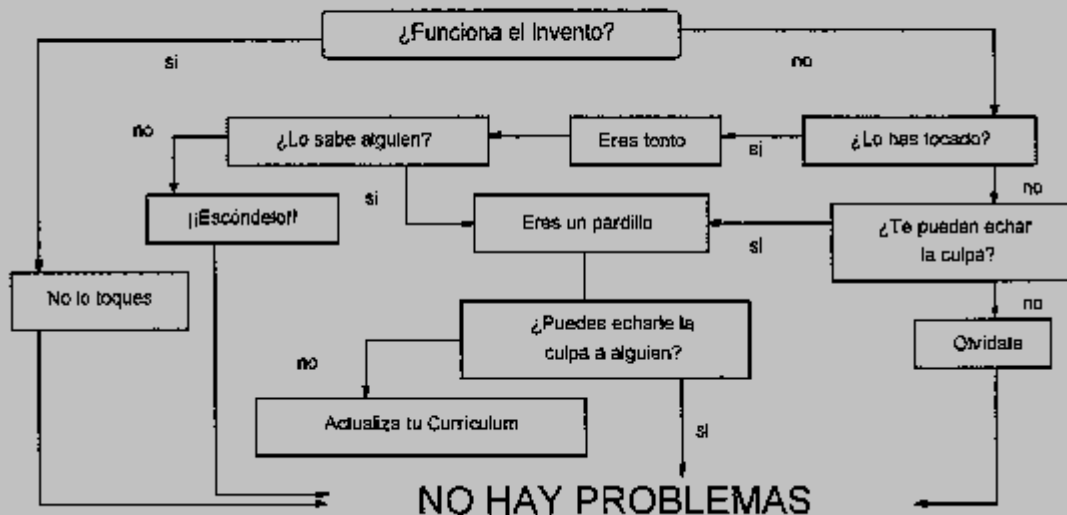 ¿Funciona el Invento?
si
no
no
¿Lo sabe alguien?
Eres tonto
si
¿Lo has tocado?
si
no
¡¡Escóndelo!!
Eres un pardillo
si
¿Te pueden echar
la culpa?
No lo toques
no
¿Puedes echarle la
culpa a alguien?
Olvidate
no
Actualiza tu Curriculum
si
NO HAY PROBLEMAS